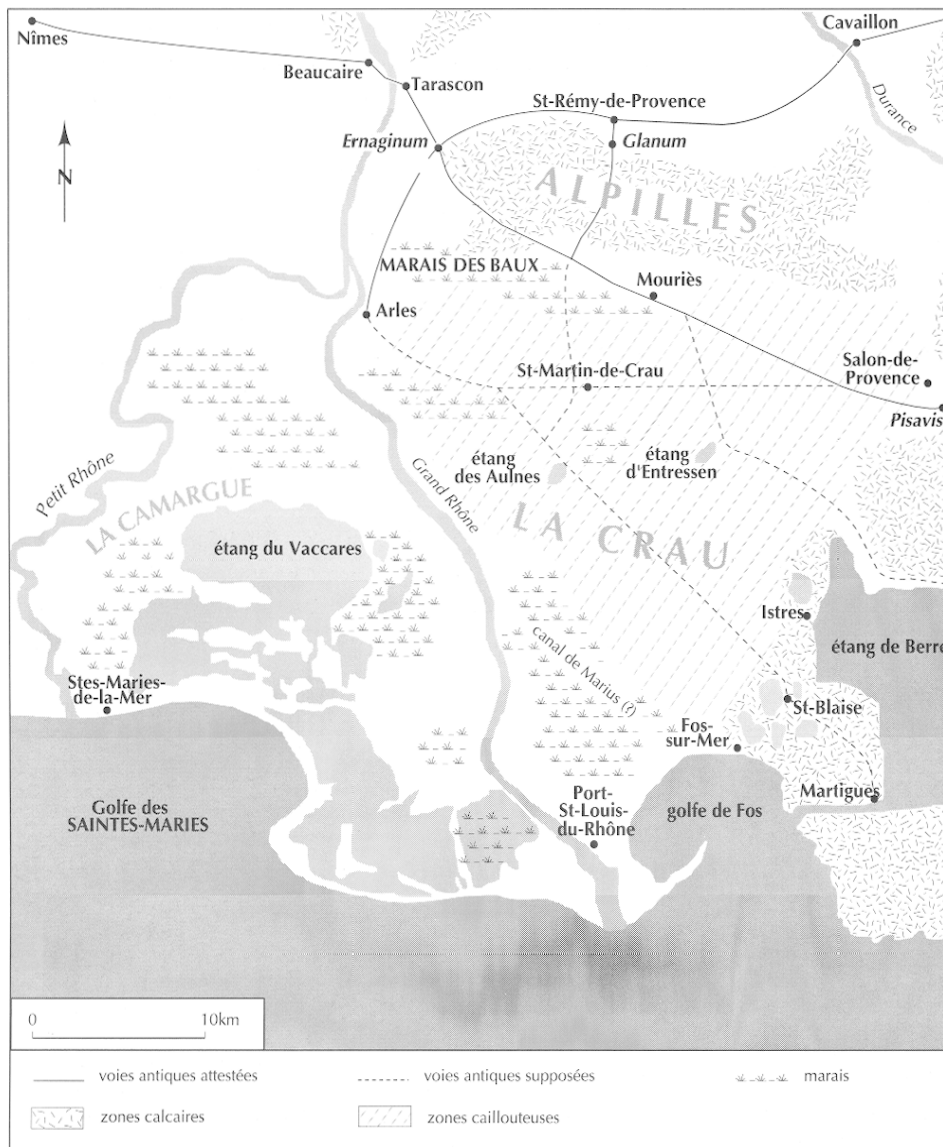 Nîmes
Cavaillon
Beaucaire
Tarascon
Durance
St-Rémy-de-Provence
Ernaginum
Glanum
N
ALPILLES
MARAIS DES BAUX
Mouriès
Arles
Salon-de-
Provence
St-Martin-de-Crau
Pisavis
étang
des Aulnes
étang
d'Entressen
Petit Rhône
Grand Rhône
LA CAMARGUE
LA CRAU
étang du Vaccares
Istres
canal de Marius (?)
étang de Berre
Stes-Maries-
de-la-Mer
St-Blaise
Fos-
sur-Mer
Golfe des
SAINTES-MARIES
Port-
St-Louis-
du-Rhône
golfe de Fos
Martigues
0 10km
voies antiques attestées
voies antiques supposées
marais
zones calcaires
zones caillouteuses